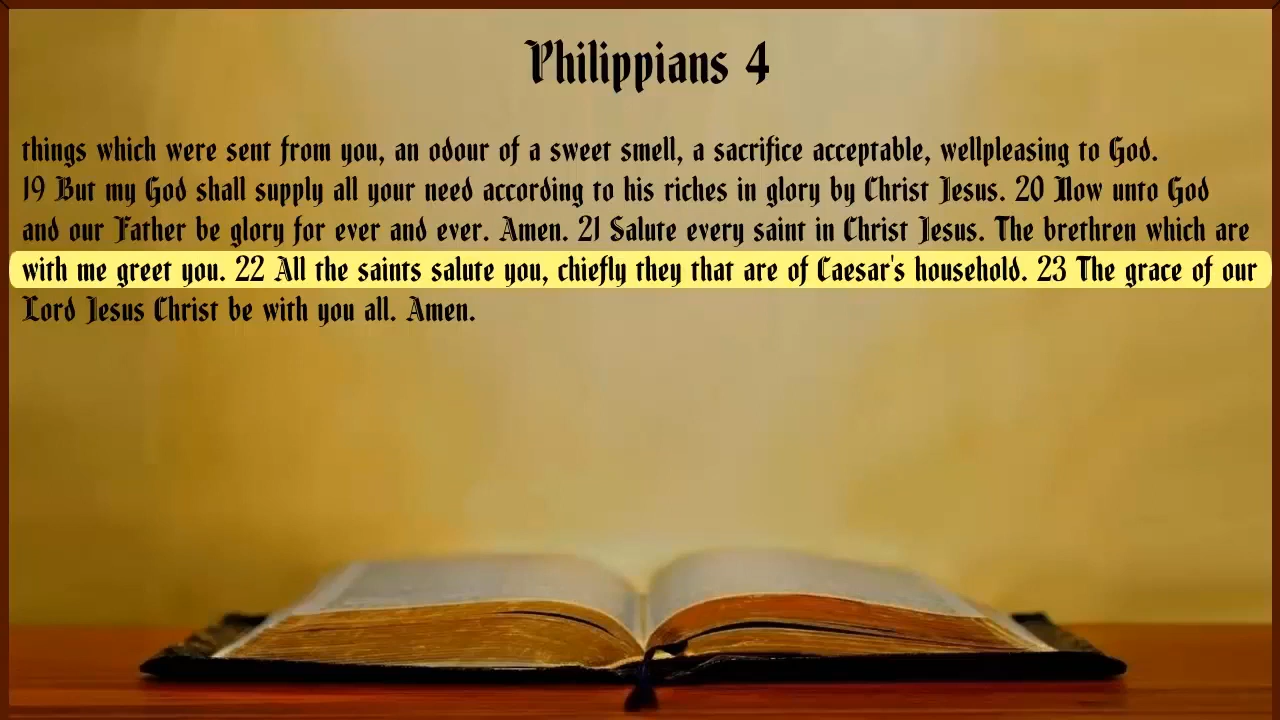 Philippians 4
things which were sent from you, an odour of a sweet smell, a sacrifice acceptable, wellpleasing to God.
19 But my God shall supply all your need according to his riches in glory by Christ Jesus. 20 Now unto God
and our Father be glory for ever and ever. Amen. 21 Salute every saint in Christ Jesus. The brethren which are
with me greet you. 22 All the saints salute you, chiefly they that are of Caesar's household. 23 The grace of our
Lord Jesus Christ be with you all. Amen.